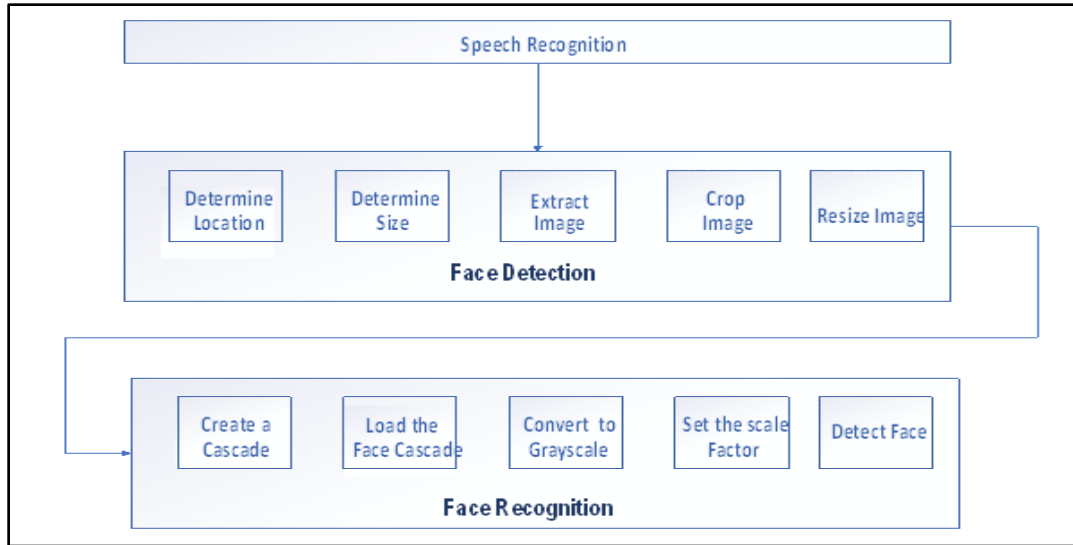 Speech Recognition
Determine
Location
Determine
Size
Extract
Image
Crop
Image
Resize Image
Face Detection
Create a
Cascade
Load the
Face Cascade
Convert to
Grayscale
Set the scale
Factor
Detect Face
Face Recognition